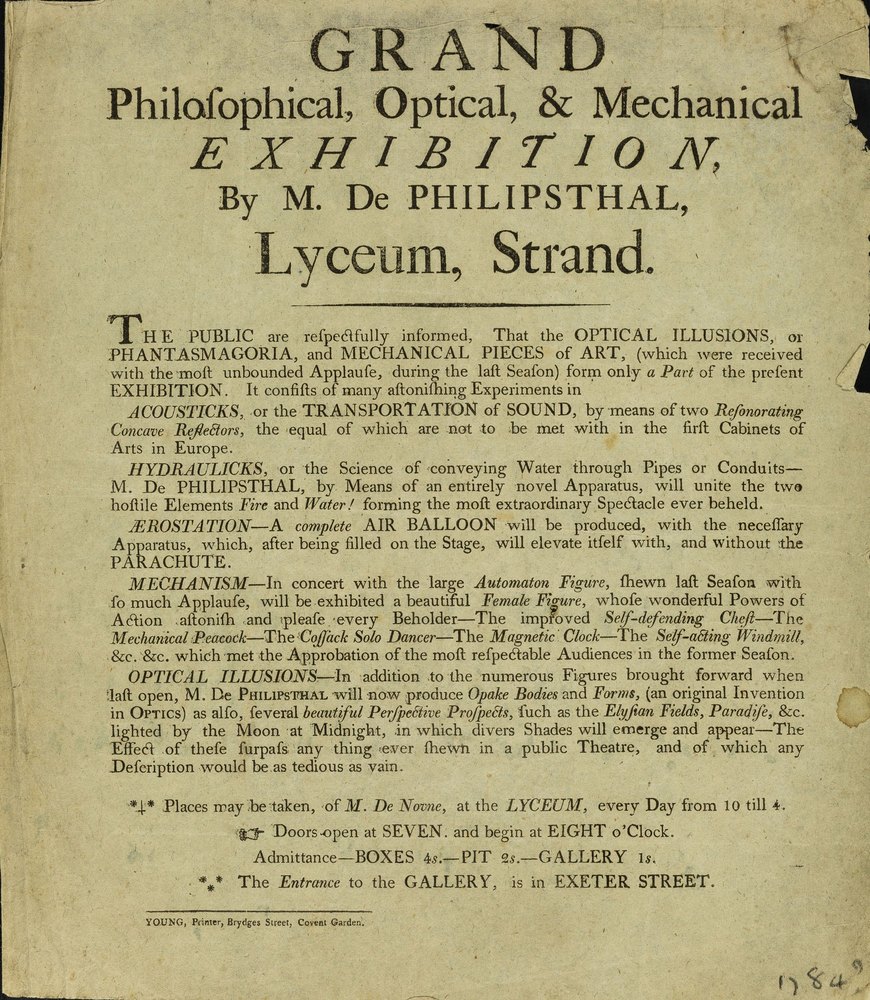 GRAND
Philoſophical, Optical, & Mechanical
EXHIBITION,
By M. De PHILIPSTHAL,
Lyceum, Strand.
THE PUBLIC are reſpectfully informed, That the OPTICAL ILLUSIONS, or
PHANTASMAGORIA, and MECHANICAL PIECES of ART, (which were received
with the moſt unbounded Applauſe, during the laſt Seaſon) form only a Part of the preſent
EXHIBITION. It conſiſts of many aſtoniſhing Experiments in
ACOUSTICKS, or the TRANSPORTATION of SOUND, by means of two Reſonorating
Concave Reflectors, the equal of which are not to be met with in the firſt Cabinets of
Arts in Europe.
HYDRAULICKS, or the Science of conveying Water through Pipes or Conduits—
M. De PHILIPSTHAL, by Means of an entirely novel Apparatus, will unite the two
hoſtile Elements Fire and Water! forming the moſt extraordinary Spectacle ever beheld.
ÆROSTATION—A complete AIR BALLOON will be produced, with the neceſſary
Apparatus, which, after being filled on the Stage, will elevate itſelf with, and without the
PARACHUTE.
MECHANISM—In concert with the large Automaton Figure, ſhewn laſt Seaſon with
ſo much Applauſe, will be exhibited a beautiful Female Figure, whoſe wonderful Powers of
Action aſtoniſh and pleaſe every Beholder—The improved Self-defending Cheſt—The
Mechanical Peacock—The Coſſack Solo Dancer—The Magnetic Clock—The Self-acting Windmill,
&c. &c. which met the Approbation of the moſt reſpectable Audiences in the former Seaſon.
OPTICAL ILLUSIONS—In addition to the numerous Figures brought forward when
laſt open, M. De PHILIPSTHAL will now produce Opake Bodies and Forms, (an original Invention
in OPTICS) as alſo, ſeveral beautiful Perſpective Proſpects, ſuch as the Elyſian Fields, Paradiſe, &c.
lighted by the Moon at Midnight, in which divers Shades will emerge and appear—The
Effect of theſe ſurpaſs any thing ever ſhewn in a public Theatre, and of which any
Deſcription would be as tedious as vain.
*‡* Places may be taken, of M. De Novne, at the LYCEUM, every Day from 10 till 4.
☞ Doors open at SEVEN. and begin at EIGHT o'Clock.
Admittance—BOXES 4s.—PIT 2s.—GALLERY 1s.
*⁎* The Entrance to the GALLERY, is in EXETER STREET.
YOUNG, Printer, Brydges Street, Covent Garden.
1784?